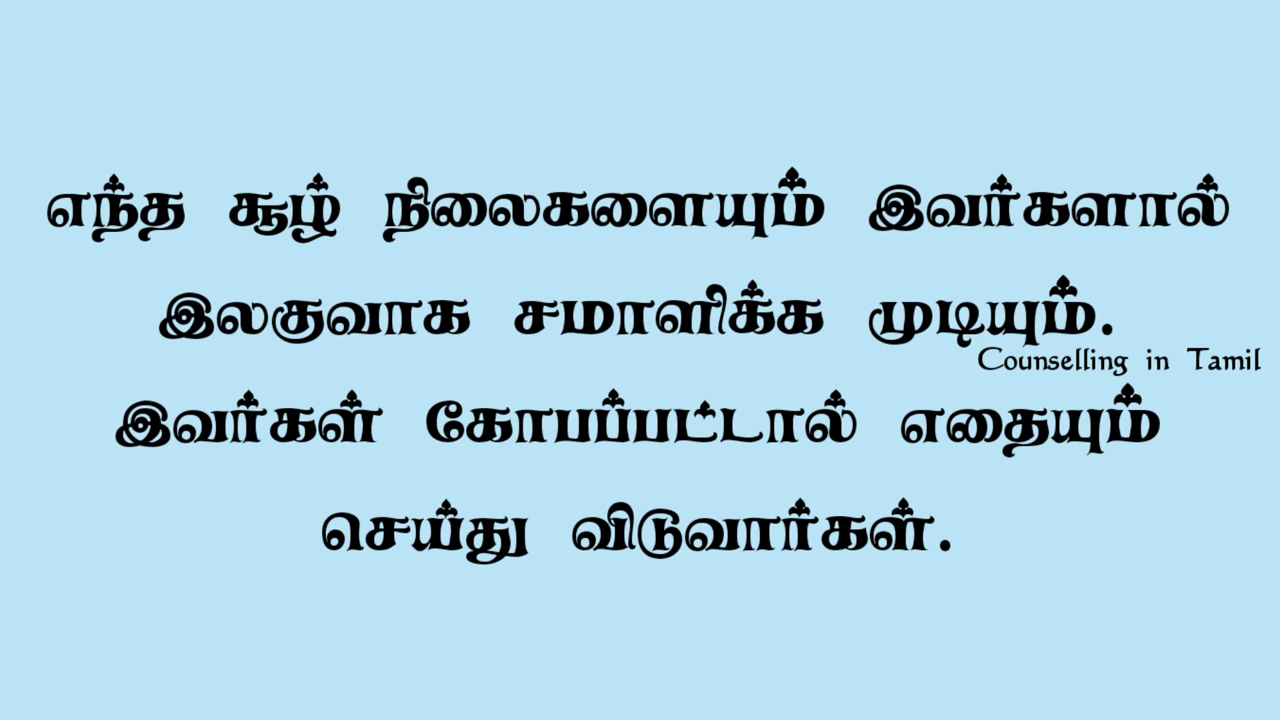 எந்த சூழ் நிலைகளையும் இவர்களால்
இலகுவாக சமாளிக்க முடியும்.
Counselling in Tamil
இவர்கள் கோபப்பட்டால் எதையும்
செய்து விடுவார்கள்.